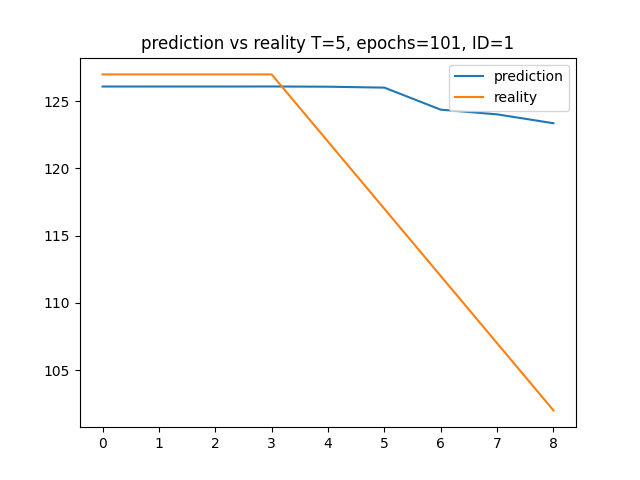 prediction vs reality T=5, epochs=101, ID=1
prediction
reality
125
120
115
110
105
0 1 2 3 4 5 6 7 8